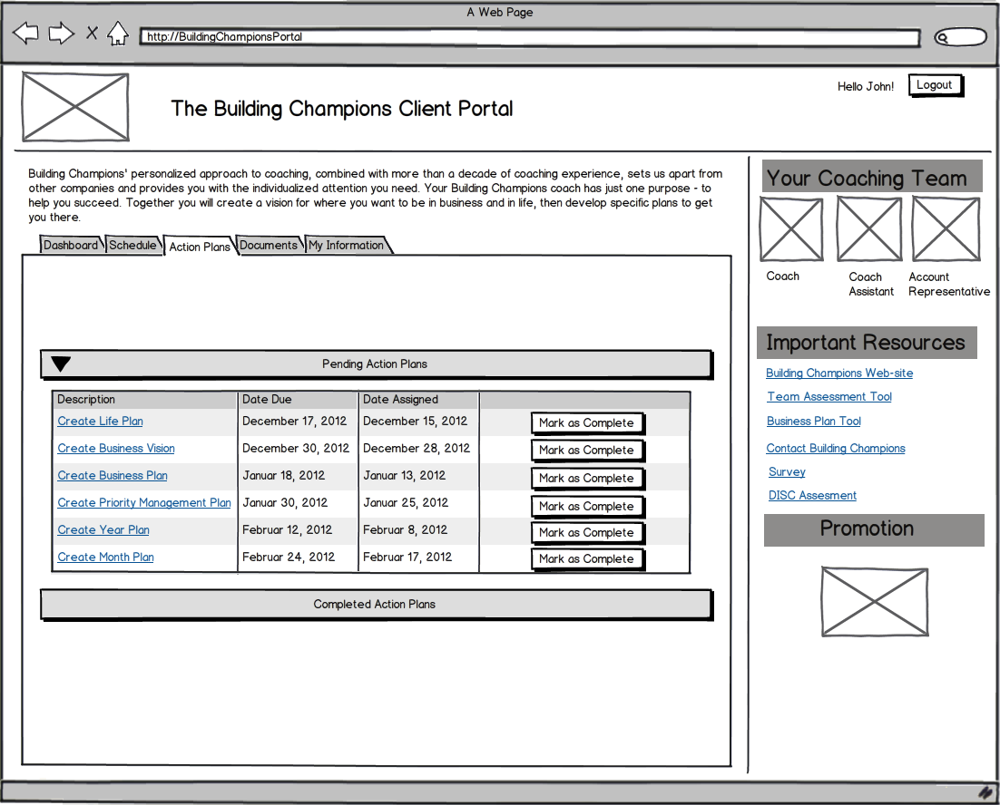 A Web Page
http://BuildingChampionsPortal
Hello John!
Logout
The Building Champions Client Portal
Building Champions' personalized approach to coaching, combined with more than a decade of coaching experience, sets us apart from
other companies and provides you with the individualized attention you need. Your Building Champions coach has just one purpose - to
help you succeed. Together you will create a vision for where you want to be in business and in life, then develop specific plans to get
you there.
Dashboard Schedule Action Plans Documents My Information
Pending Action Plans
Description Date Due Date Assigned
Create Life Plan December 17, 2012 December 15, 2012 Mark as Complete
Create Business Vision December 30, 2012 December 28, 2012 Mark as Complete
Create Business Plan Januar 18, 2012 Januar 13, 2012 Mark as Complete
Create Priority Management Plan Januar 30, 2012 Januar 25, 2012 Mark as Complete
Create Year Plan Februar 12, 2012 Februar 8, 2012 Mark as Complete
Create Month Plan Februar 24, 2012 Februar 17, 2012 Mark as Complete
Completed Action Plans
Your Coaching Team
Coach
Coach
Assistant
Account
Representative
Important Resources
Building Champions Web-site
Team Assessment Tool
Business Plan Tool
Contact Building Champions
Survey
DISC Assesment
Promotion